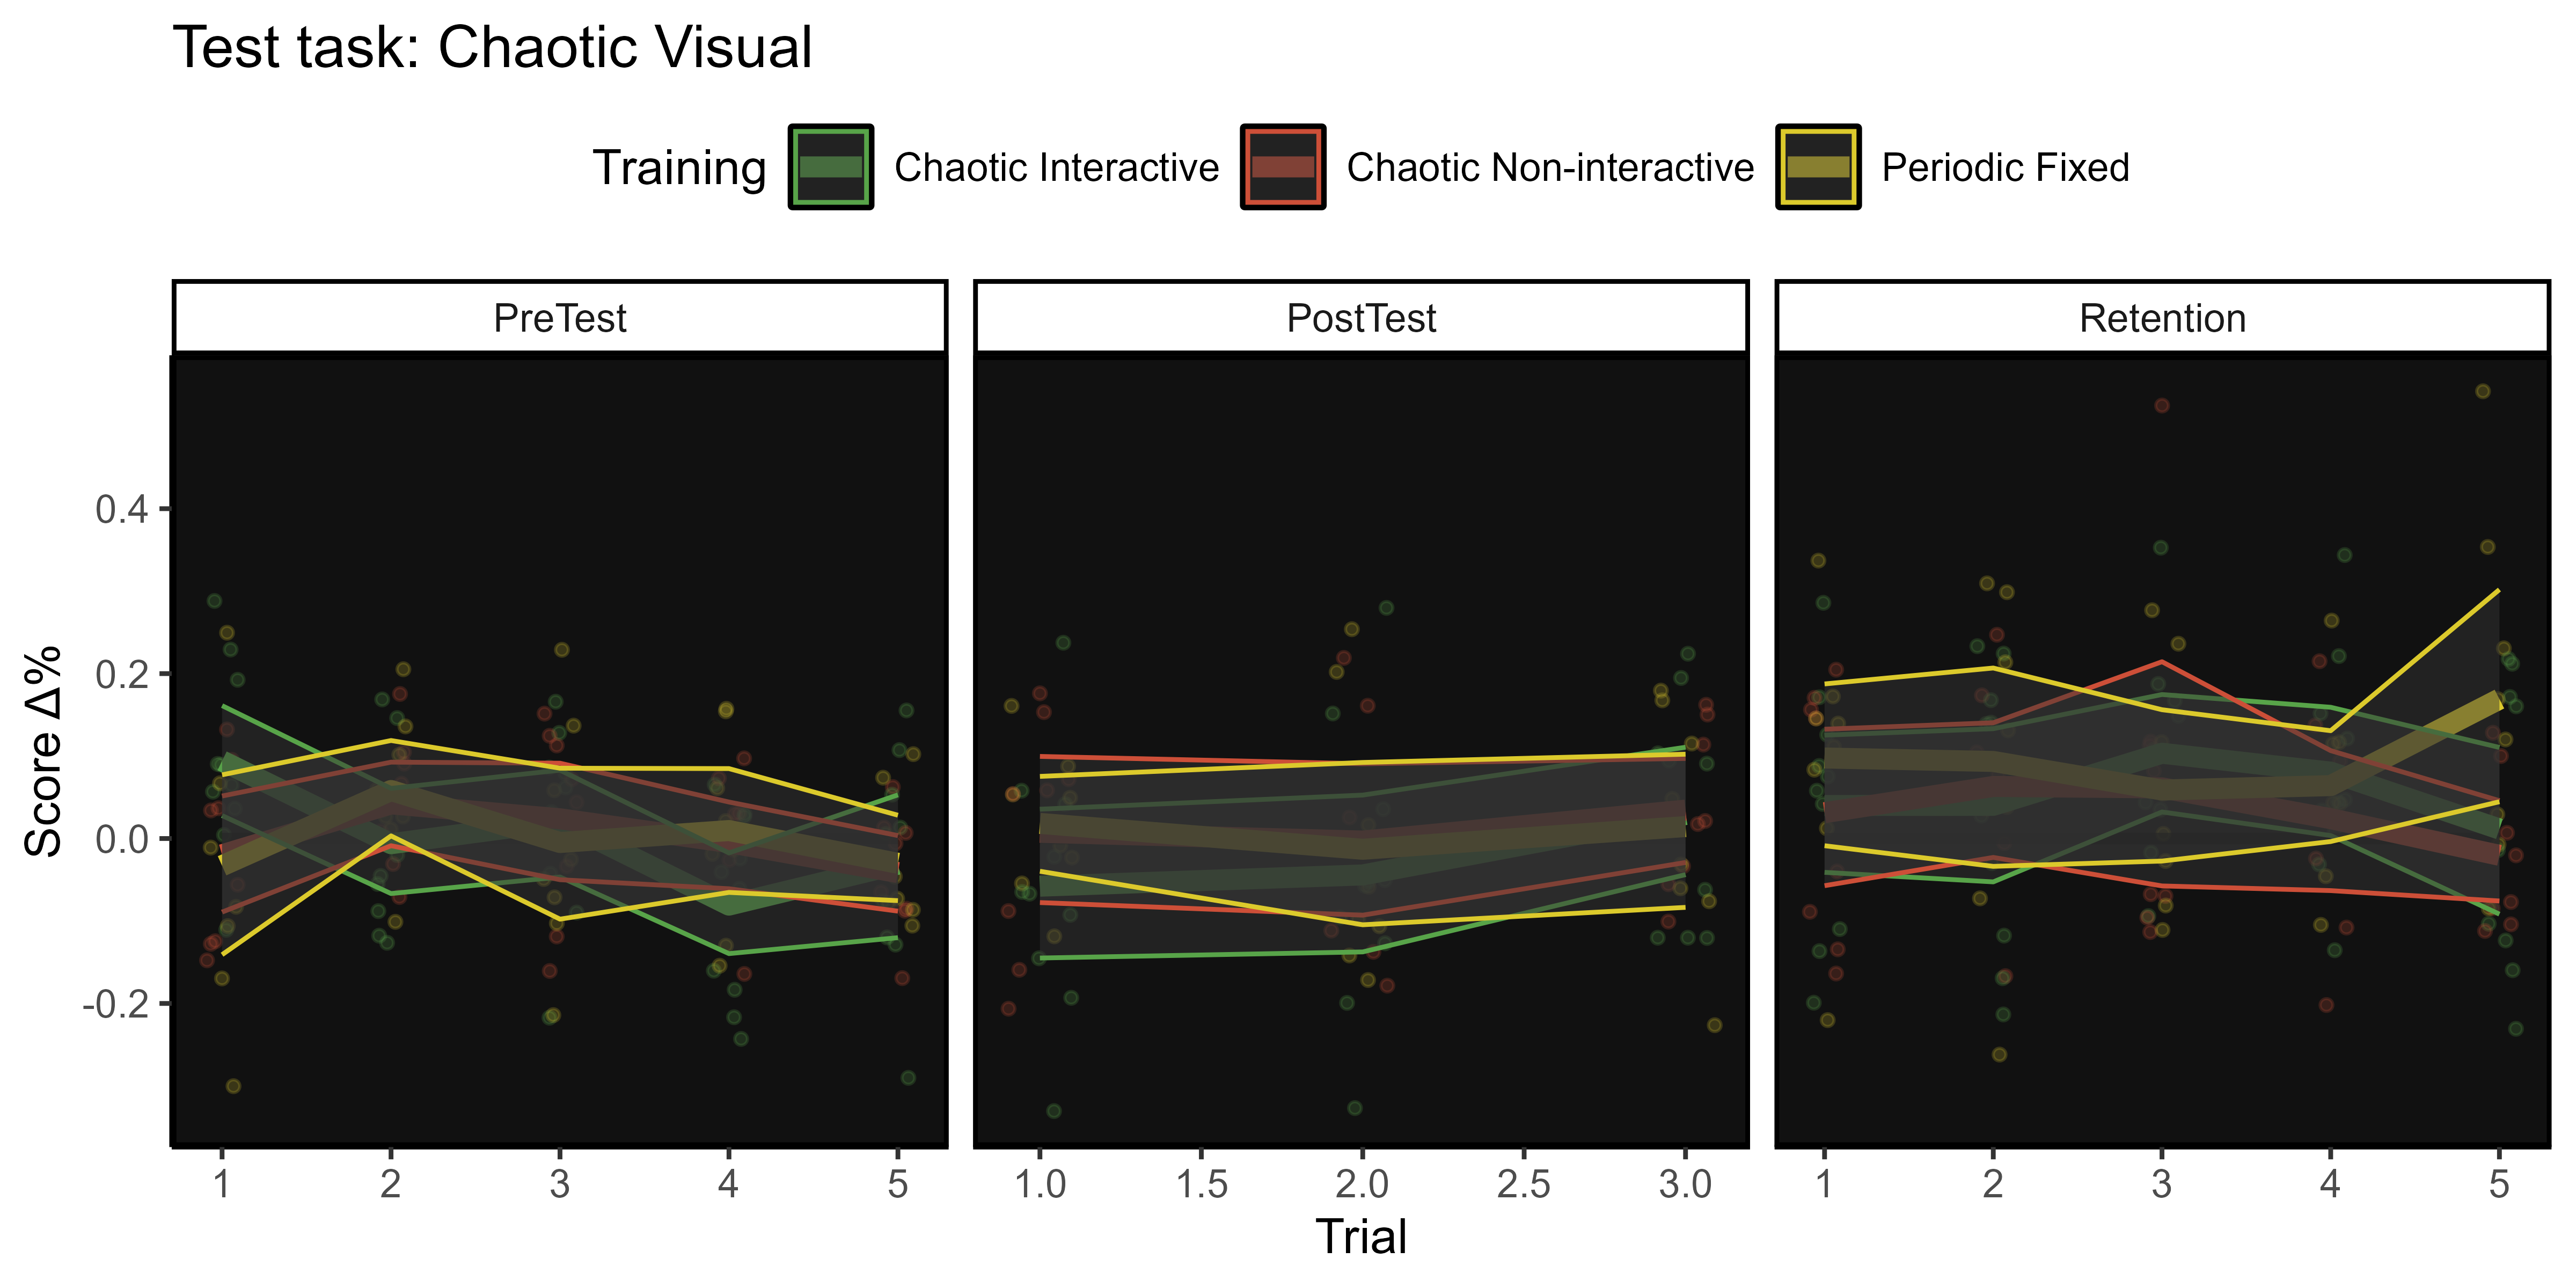 Test task: Chaotic Visual
Training Chaotic Interactive Chaotic Non-interactive Periodic Fixed
PreTest PostTest Retention
Score Δ%
0.4
0.2
0.0
-0.2
1 2 3 4 5 1.0 1.5 2.0 2.5 3.0 1 2 3 4 5
Trial